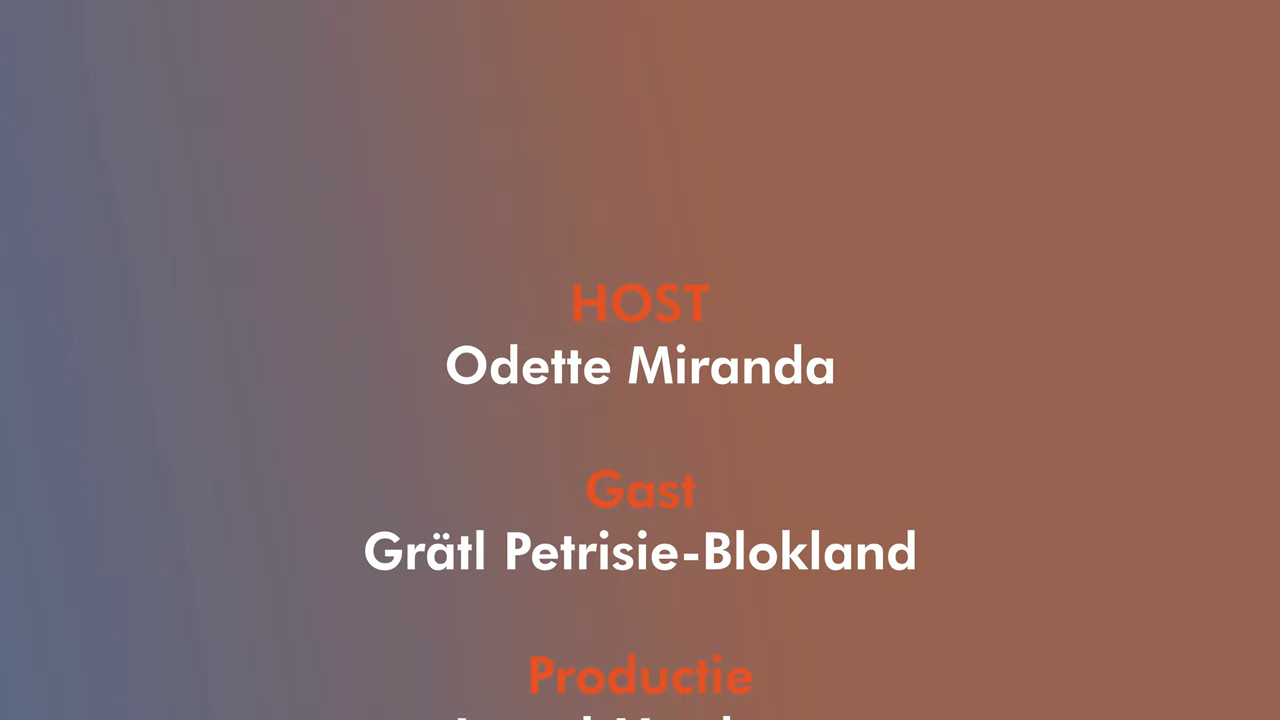 HOST
Odette Miranda
Gast
Grätl Petrisie-Blokland
Productie